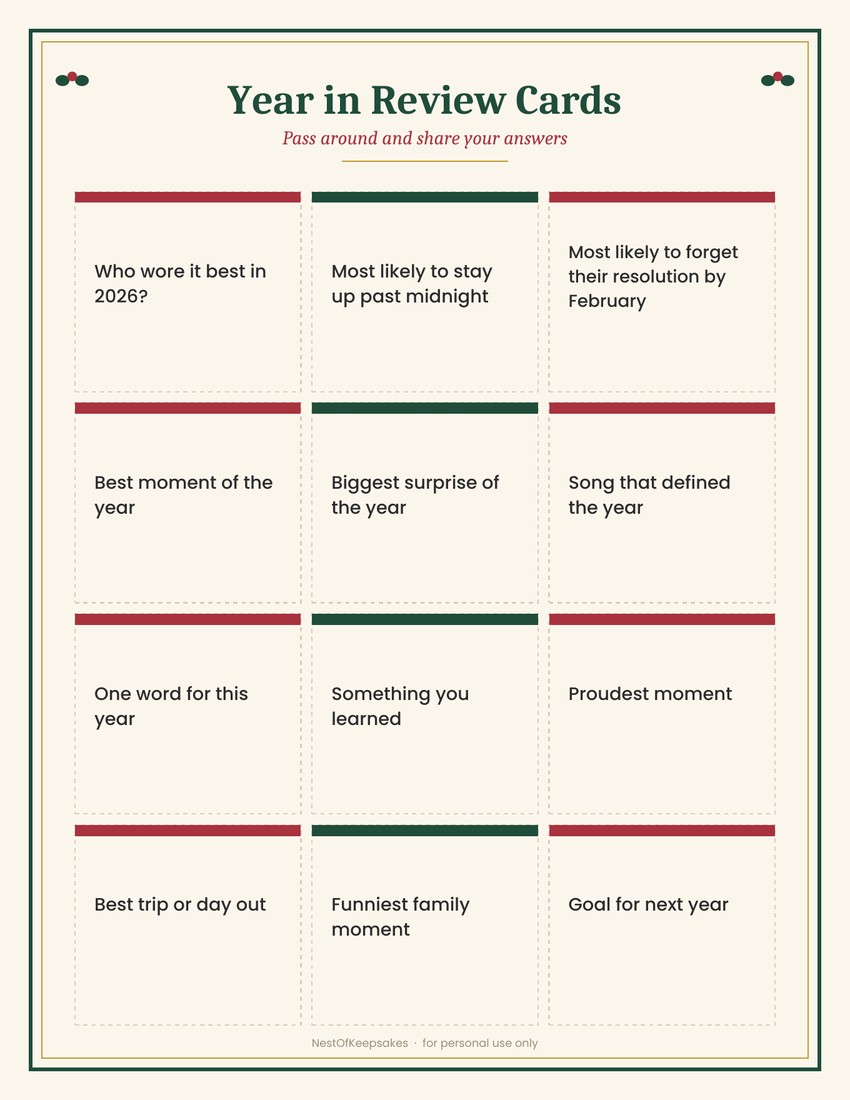 Year in Review Cards
Pass around and share your answers
Who wore it best in
2026?
Most likely to stay
up past midnight
Most likely to forget
their resolution by
February
Best moment of the
year
Biggest surprise of
the year
Song that defined
the year
One word for this
year
Something you
learned
Proudest moment
Best trip or day out
Funniest family
moment
Goal for next year
NestOfKeepsakes · for personal use only